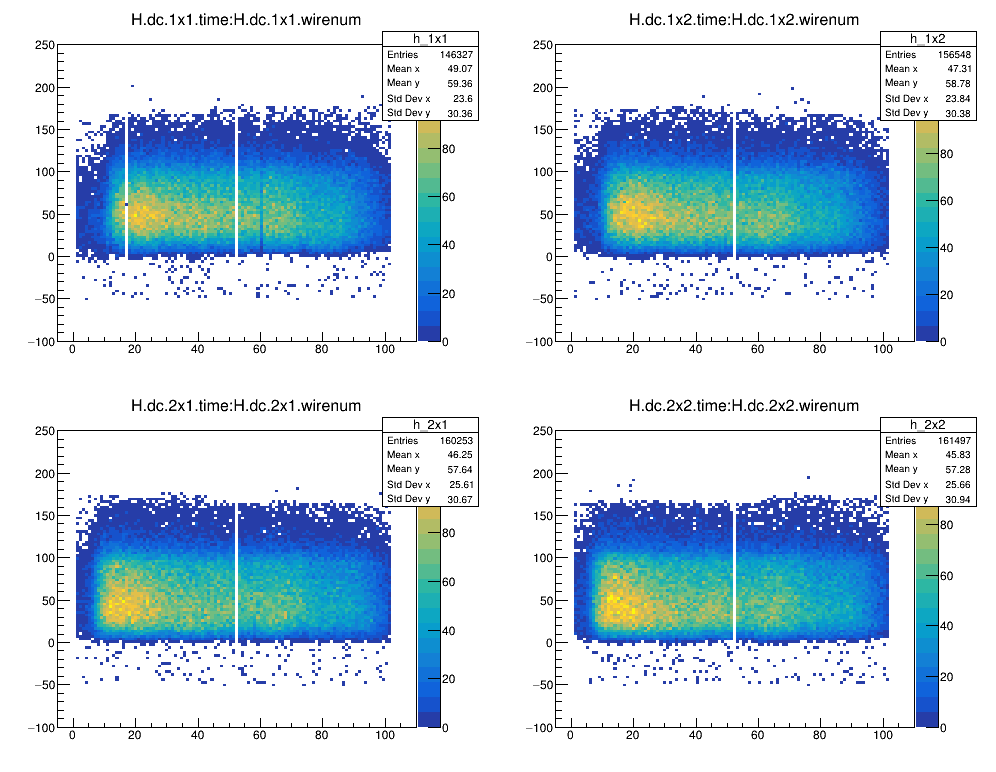 H.dc.1x1.time:H.dc.1x1.wirenum
h_1x1
Entries 146327
Mean x 49.07
Mean y 59.36
Std Dev x 23.6
Std Dev y 30.36
250
200
150
100
50
0
−50
−100
0 20 40 60 80 100
80
60
40
20
0
H.dc.1x2.time:H.dc.1x2.wirenum
h_1x2
Entries 156548
Mean x 47.31
Mean y 58.78
Std Dev x 23.84
Std Dev y 30.38
250
200
150
100
50
0
−50
−100
0 20 40 60 80 100
80
60
40
20
0
H.dc.2x1.time:H.dc.2x1.wirenum
h_2x1
Entries 160253
Mean x 46.25
Mean y 57.64
Std Dev x 25.61
Std Dev y 30.67
250
200
150
100
50
0
−50
−100
0 20 40 60 80 100
80
60
40
20
0
H.dc.2x2.time:H.dc.2x2.wirenum
h_2x2
Entries 161497
Mean x 45.83
Mean y 57.28
Std Dev x 25.66
Std Dev y 30.94
250
200
150
100
50
0
−50
−100
0 20 40 60 80 100
80
60
40
20
0